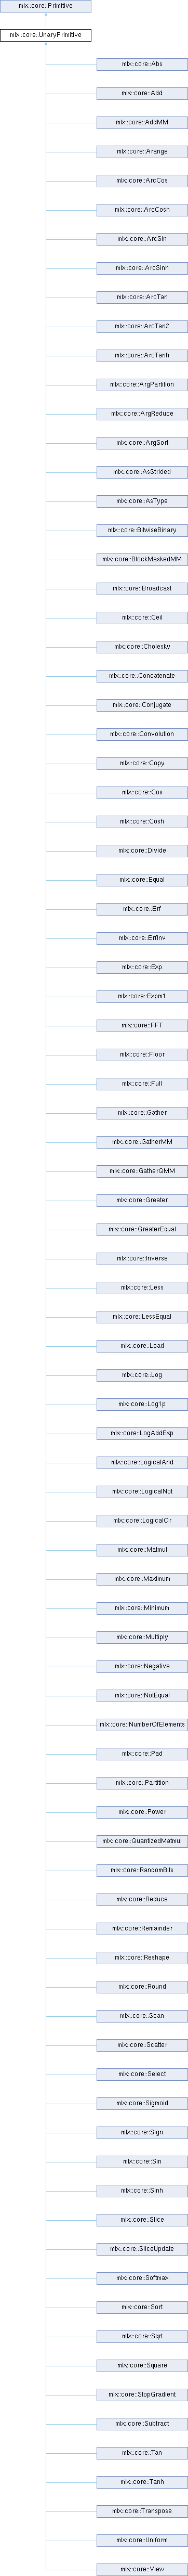 mlx::core::Primitive
mlx::core::UnaryPrimitive
mlx::core::Abs
mlx::core::Add
mlx::core::AddMM
mlx::core::Arange
mlx::core::ArcCos
mlx::core::ArcCosh
mlx::core::ArcSin
mlx::core::ArcSinh
mlx::core::ArcTan
mlx::core::ArcTan2
mlx::core::ArcTanh
mlx::core::ArgPartition
mlx::core::ArgReduce
mlx::core::ArgSort
mlx::core::AsStrided
mlx::core::AsType
mlx::core::BitwiseBinary
mlx::core::BlockMaskedMM
mlx::core::Broadcast
mlx::core::Ceil
mlx::core::Cholesky
mlx::core::Concatenate
mlx::core::Conjugate
mlx::core::Convolution
mlx::core::Copy
mlx::core::Cos
mlx::core::Cosh
mlx::core::Divide
mlx::core::Equal
mlx::core::Erf
mlx::core::ErfInv
mlx::core::Exp
mlx::core::Expm1
mlx::core::FFT
mlx::core::Floor
mlx::core::Full
mlx::core::Gather
mlx::core::GatherMM
mlx::core::GatherQMM
mlx::core::Greater
mlx::core::GreaterEqual
mlx::core::Inverse
mlx::core::Less
mlx::core::LessEqual
mlx::core::Load
mlx::core::Log
mlx::core::Log1p
mlx::core::LogAddExp
mlx::core::LogicalAnd
mlx::core::LogicalNot
mlx::core::LogicalOr
mlx::core::Matmul
mlx::core::Maximum
mlx::core::Minimum
mlx::core::Multiply
mlx::core::Negative
mlx::core::NotEqual
mlx::core::NumberOfElements
mlx::core::Pad
mlx::core::Partition
mlx::core::Power
mlx::core::QuantizedMatmul
mlx::core::RandomBits
mlx::core::Reduce
mlx::core::Remainder
mlx::core::Reshape
mlx::core::Round
mlx::core::Scan
mlx::core::Scatter
mlx::core::Select
mlx::core::Sigmoid
mlx::core::Sign
mlx::core::Sin
mlx::core::Sinh
mlx::core::Slice
mlx::core::SliceUpdate
mlx::core::Softmax
mlx::core::Sort
mlx::core::Sqrt
mlx::core::Square
mlx::core::StopGradient
mlx::core::Subtract
mlx::core::Tan
mlx::core::Tanh
mlx::core::Transpose
mlx::core::Uniform
mlx::core::View